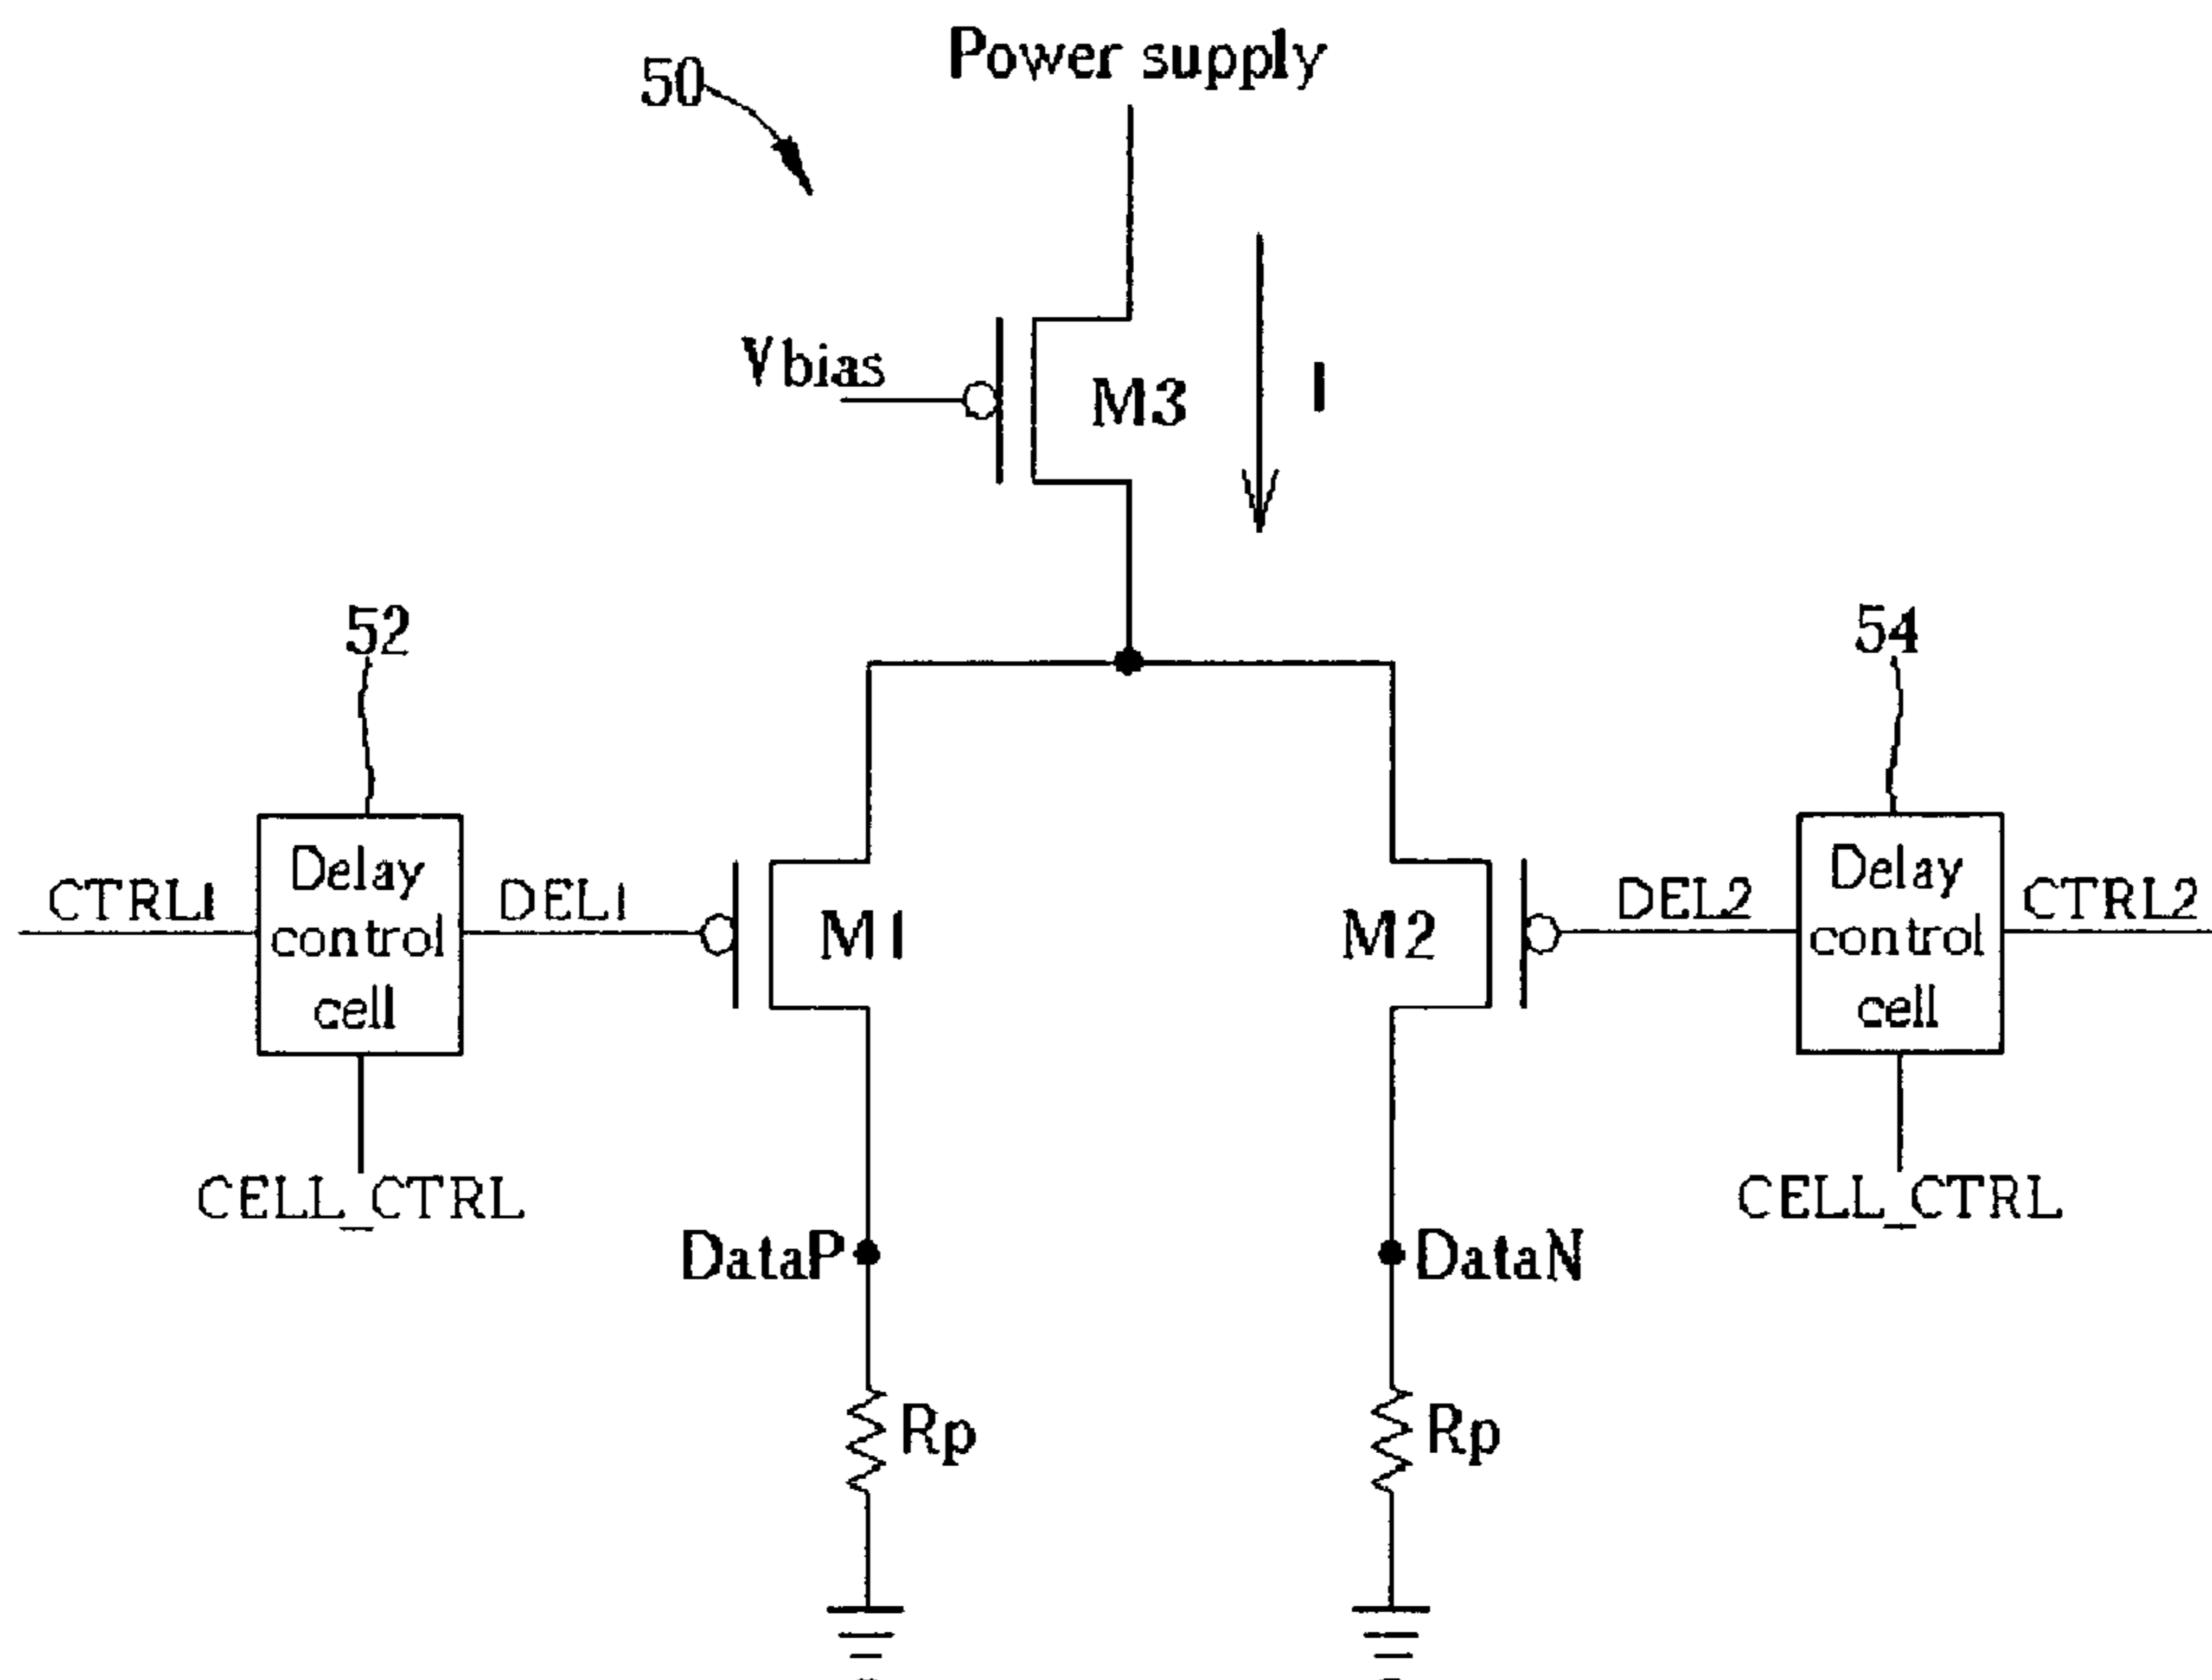 Power supply
50
Vbias
M3
I
52
54
Delay
control
cell
CTRL1
DEL1
M1
M2
DEL2
Delay
control
cell
CTRL2
CELL_CTRL
CELL_CTRL
DataP
DataN
Rp
Rp